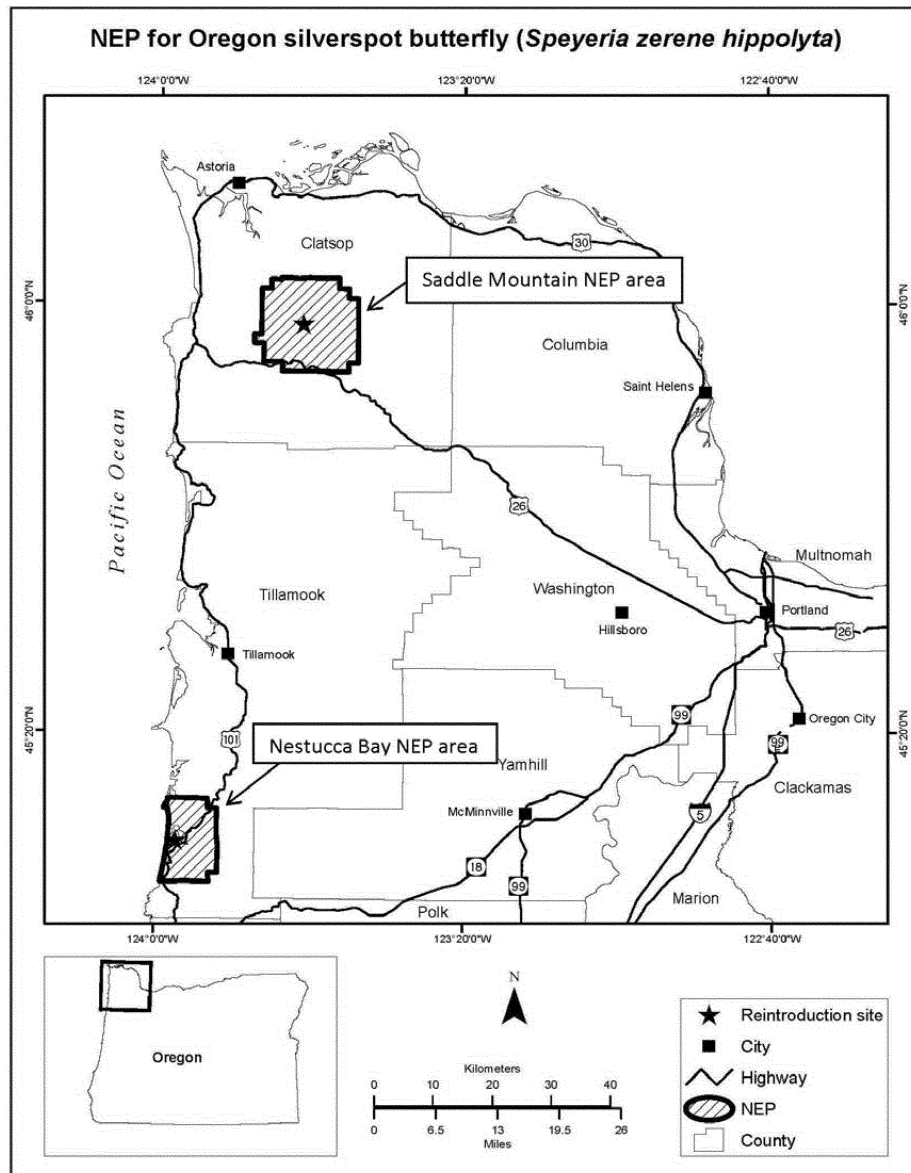 NEP for Oregon silverspot butterfly (Speyeria zerene hippolyta)
124°0'0"W
123°20'0"W
122°40'0"W
Astoria
Clatsop
30
Saddle Mountain NEP area
46°0'0"N
46°0'0"N
Columbia
Saint Helens
Pacific Ocean
26
Multnomah
Tillamook
Washington
Hillsboro
Portland
26
Tillamook
45°20'0"N
101
99
Oregon City
45°20'0"N
Nestucca Bay NEP area
99
E
Yamhill
Clackamas
McMinnville
5
18
99
Marion
Polk
124°0'0"W
123°20'0"W
122°40'0"W
Oregon
N
Kilometers
0 10 20 30 40
0 6.5 13 19.5 26
Miles
Reintroduction site
City
Highway
NEP
County